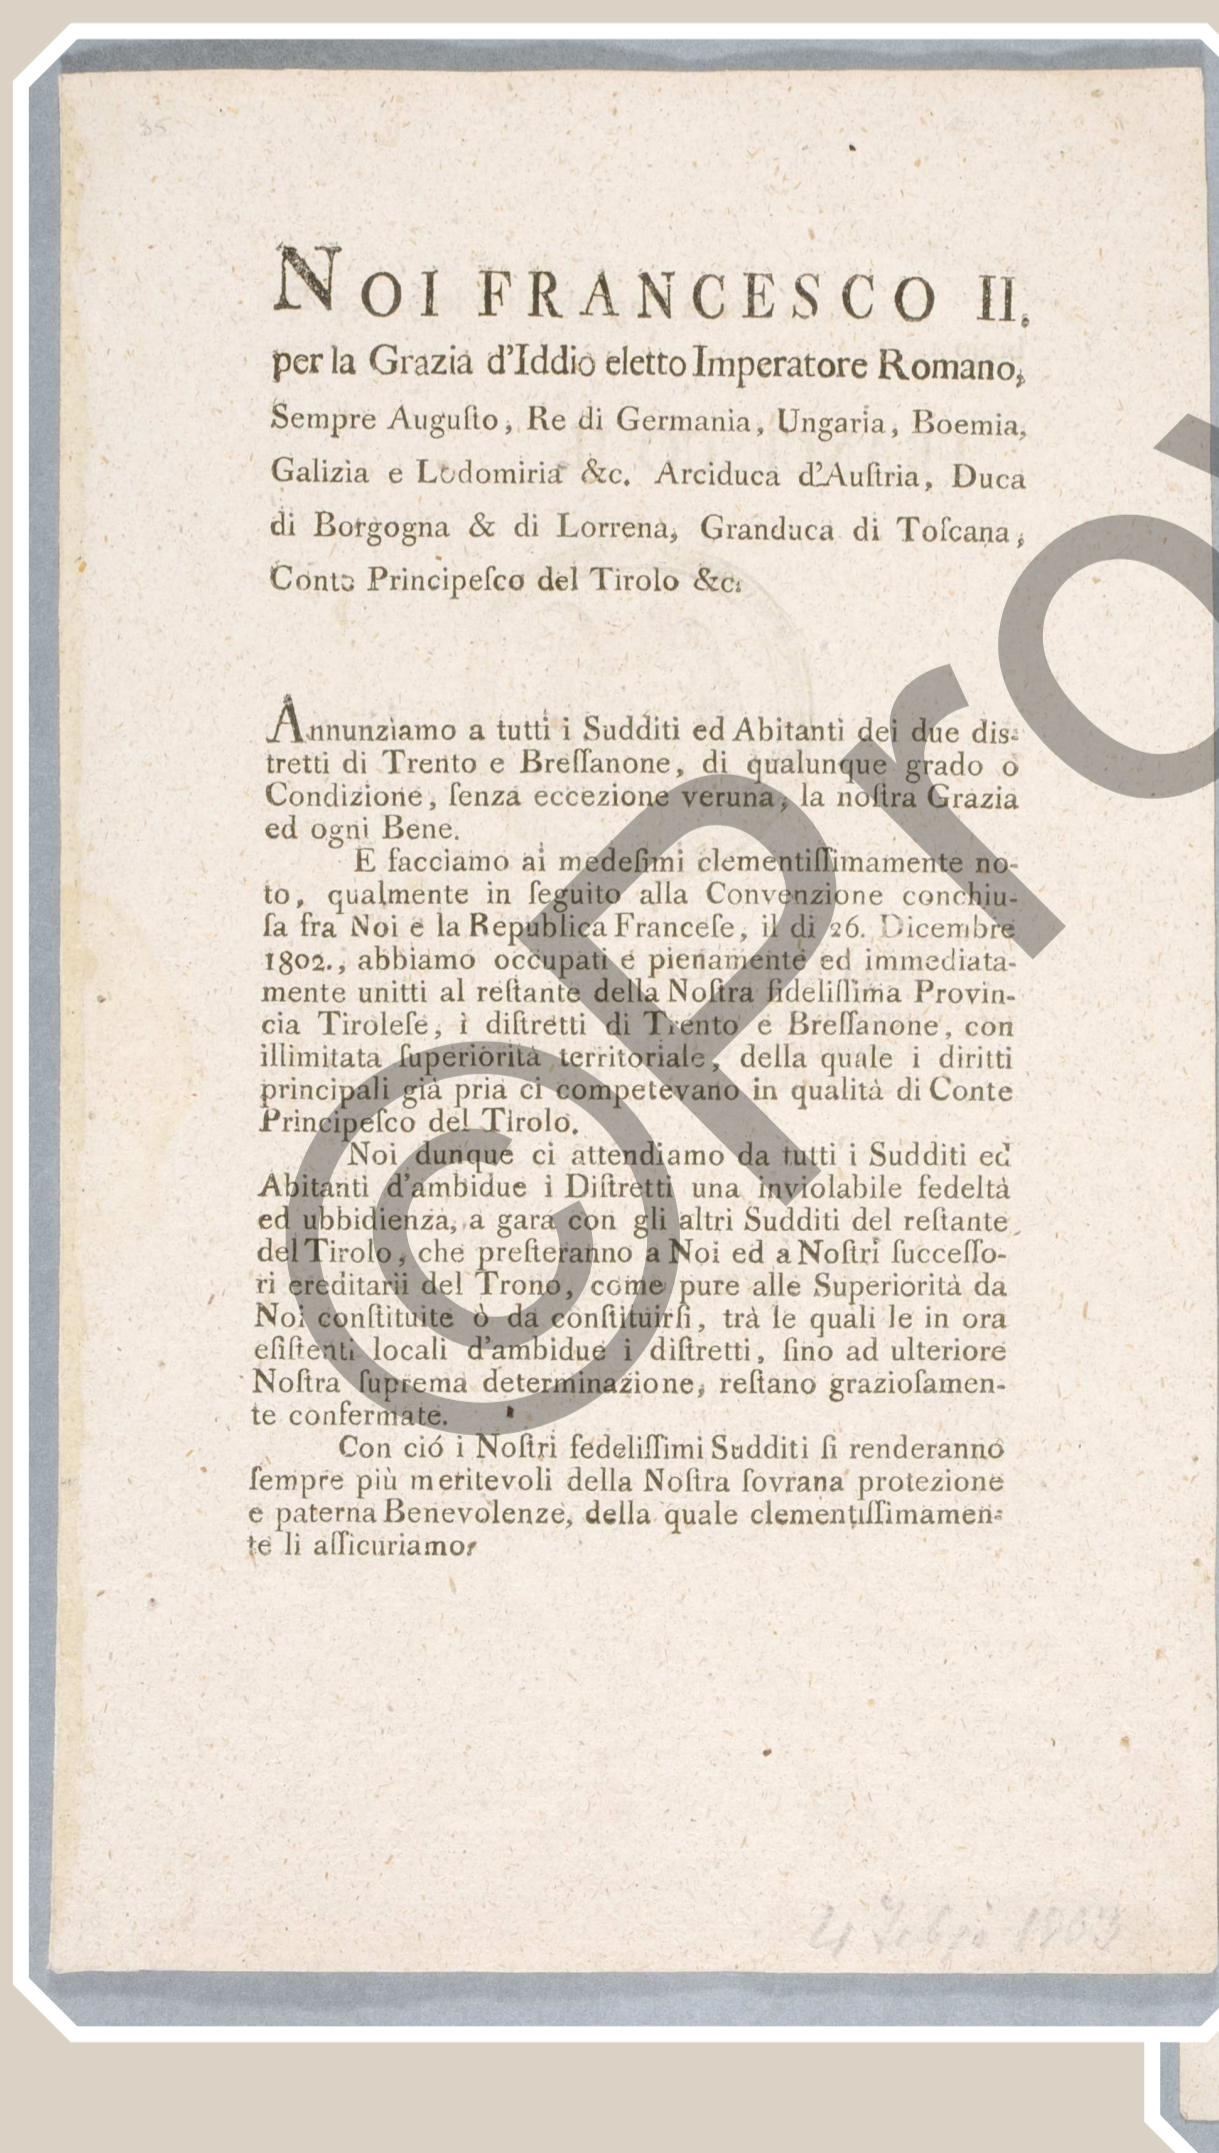 35
NOI FRANCESCO II.
per la Grazia d'Iddio eletto Imperatore Romano,
Sempre Auguſto, Re di Germania, Ungaria, Boemia,
Galizia e Lodomiria &c. Arciduca d'Auſtria, Duca
di Borgogna & di Lorrena, Granduca di Toſcana,
Conte Principeſco del Tirolo &c.
Annunziamo a tutti i Sudditi ed Abitanti dei due dis-
tretti di Trento e Breſſanone, di qualunque grado o
Condizione, ſenza eccezione veruna, la noſtra Grazia
ed ogni Bene.
E facciamo ai medeſimi clementiſſimamente no-
to, qualmente in ſeguito alla Convenzione conchiu-
ſa fra Noi e la Republica Franceſe, il di 26. Dicembre
1802., abbiamo occupati e pienamente ed immediata-
mente unitti al reſtante della Noſtra fideliſſima Provin-
cia Tiroleſe, i diſtretti di Trento e Breſſanone, con
illimitata ſuperiorità territoriale, della quale i diritti
principali già pria ci competevano in qualità di Conte
Principeſco del Tirolo.
Noi dunque ci attendiamo da tutti i Sudditi ed
Abitanti d'ambidue i Diſtretti una inviolabile fedeltà
ed ubbidienza, a gara con gli altri Sudditi del reſtante
del Tirolo, che preſteranno a Noi ed a Noſtri ſucceſſo-
ri ereditarii del Trono, come pure alle Superiorità da
Noi conſtituite ò da conſtituirſi, trà le quali le in ora
eſiſtenti locali d'ambidue i diſtretti, ſino ad ulteriore
Noſtra ſuprema determinazione, reſtano grazioſamen-
te confermate.
Con ció i Noſtri fedeliſſimi Sudditi ſi renderanno
ſempre più meritevoli della Noſtra ſovrana protezione
e paterna Benevolenze, della quale clementiſſimamen-
te li aſſicuriamo.
4 1803
©Pro